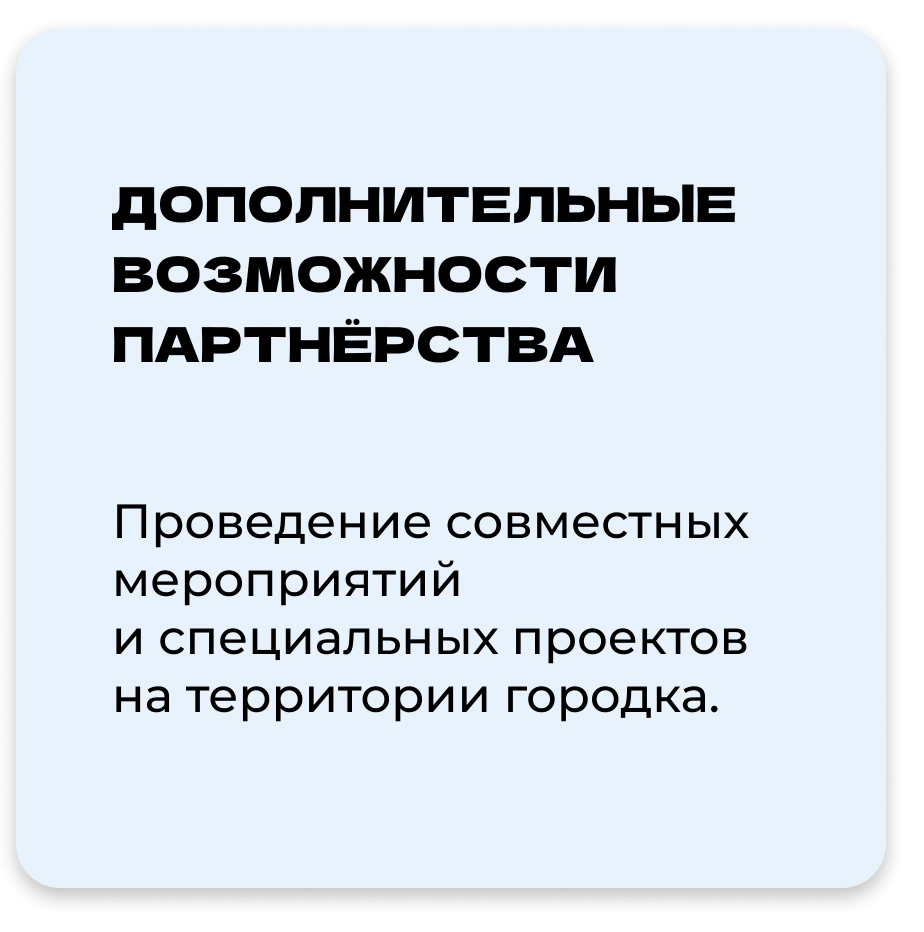 ДОПОЛНИТЕЛЬНЫЕ
ВОЗМОЖНОСТИ
ПАРТНЁРСТВА
Проведение совместных
мероприятий
и специальных проектов
на территории городка.